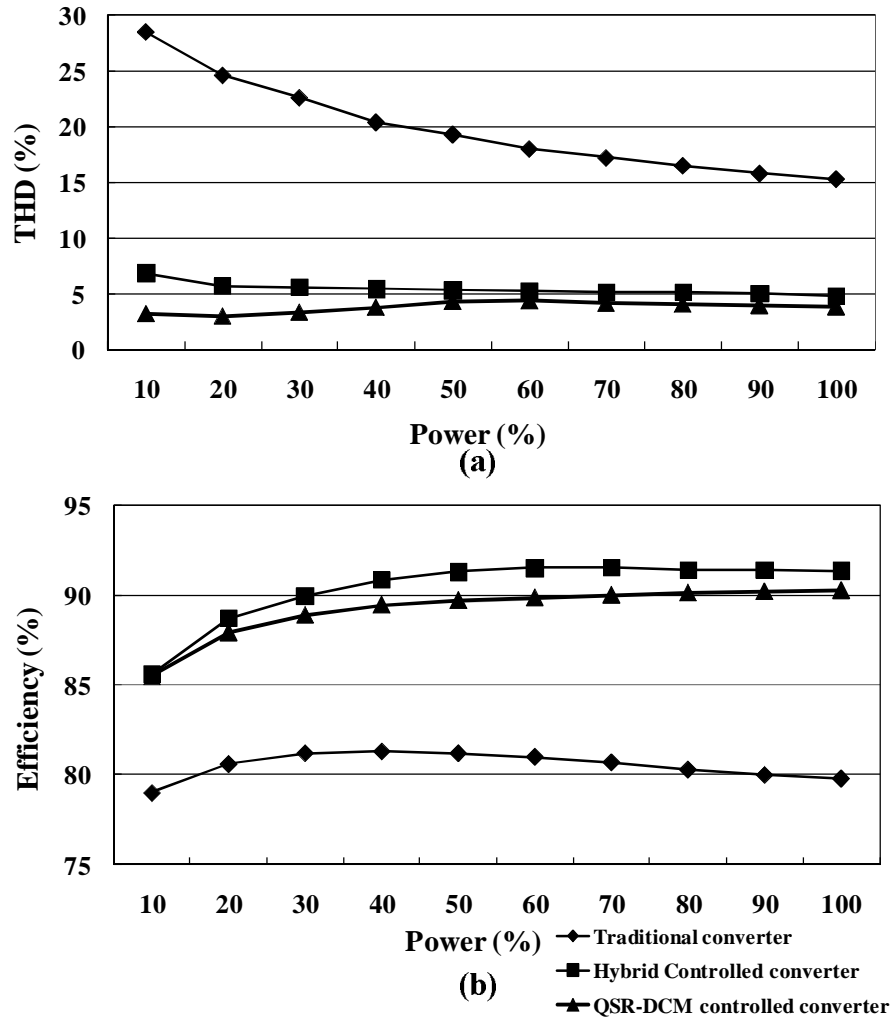 30
25
20
15
10
5
0
THD (%)
10 20 30 40 50 60 70 80 90 100
Power (%)
(a)
95
90
85
80
75
Efficiency (%)
10 20 30 40 50 60 70 80 90 100
Power (%)
(b)
Traditional converter
Hybrid Controlled converter
QSR-DCM controlled converter